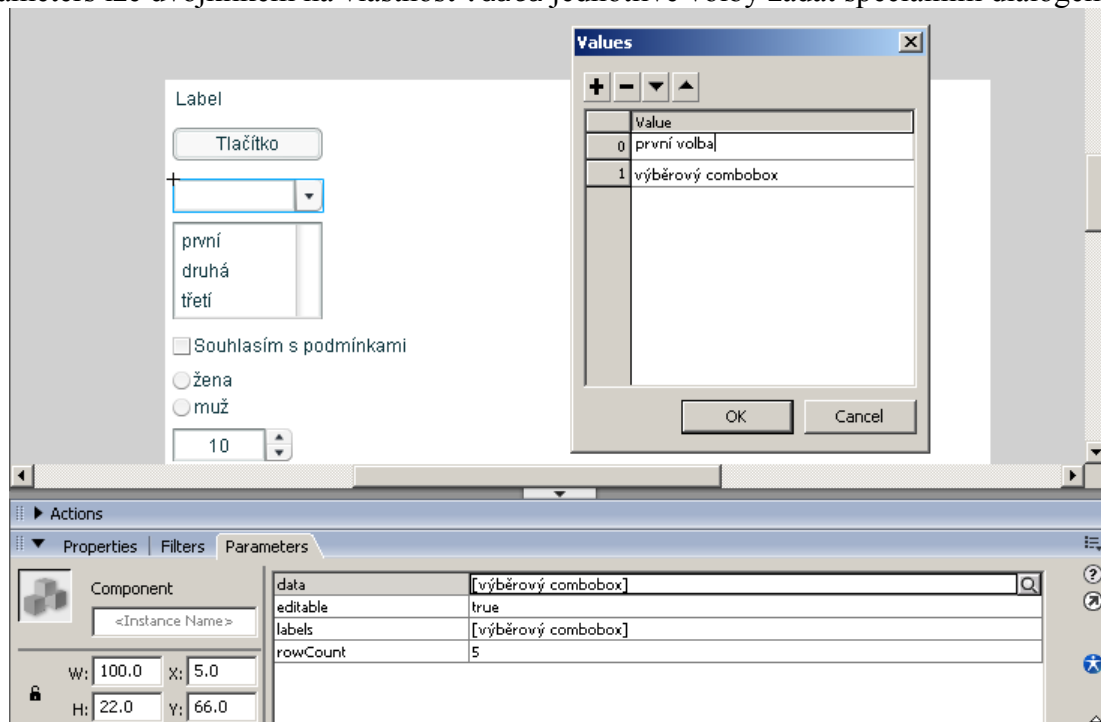 Values
Value
0 první volba
1 výběrový combobox
OK Cancel
Label
Tlačítko
první
druhá
třetí
Souhlasím s podmínkami
žena
muž
10
Actions
Properties | Filters Parameters
Component
<Instance Name>
W: 100.0 X: 5.0
H: 22.0 Y: 66.0
data [výběrový combobox]
editable true
labels [výběrový combobox]
rowCount 5